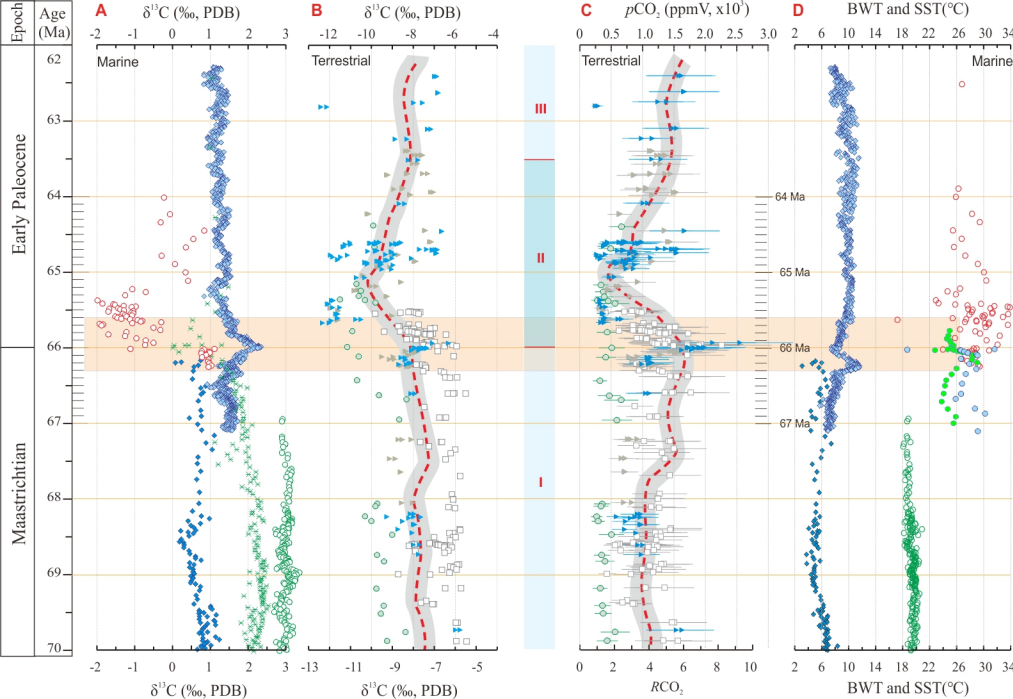 Epoch
Age
(Ma)
A
δ¹³C (‰, PDB)
B
δ¹³C (‰, PDB)
C
pCO₂ (ppmV, x10³)
D
BWT and SST(℃)
-2 -1 0 1 2 3
-13 -12 -10 -8 -6 -4
0 0.5 1.0 1.5 2.0 2.5 3.0
2 6 10 14 18 22 26 30 34
Marine
Terrestrial
Terrestrial
Marine
62
63
64
65
66
67
68
69
70
Early Paleocene
Maastrichtian
III
II
I
64 Ma
65 Ma
66 Ma
67 Ma
-2 -1 0 1 2 3
-13 -11 -9 -7 -5 -4
0 2 4 6 8 10
2 6 10 14 18 22 26 30 34
δ¹³C (‰, PDB)
δ¹³C (‰, PDB)
RCO₂
BWT and SST(℃)